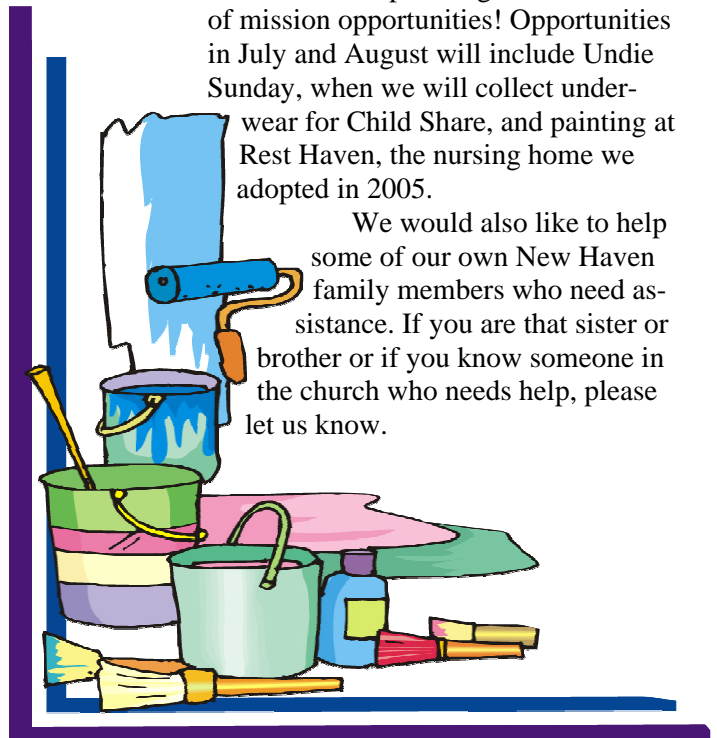 of mission opportunities! Opportunities
in July and August will include Undie
Sunday, when we will collect under-
wear for Child Share, and painting at
Rest Haven, the nursing home we
adopted in 2005.
We would also like to help
some of our own New Haven
family members who need as-
sistance. If you are that sister or
brother or if you know someone in
the church who needs help, please
let us know.